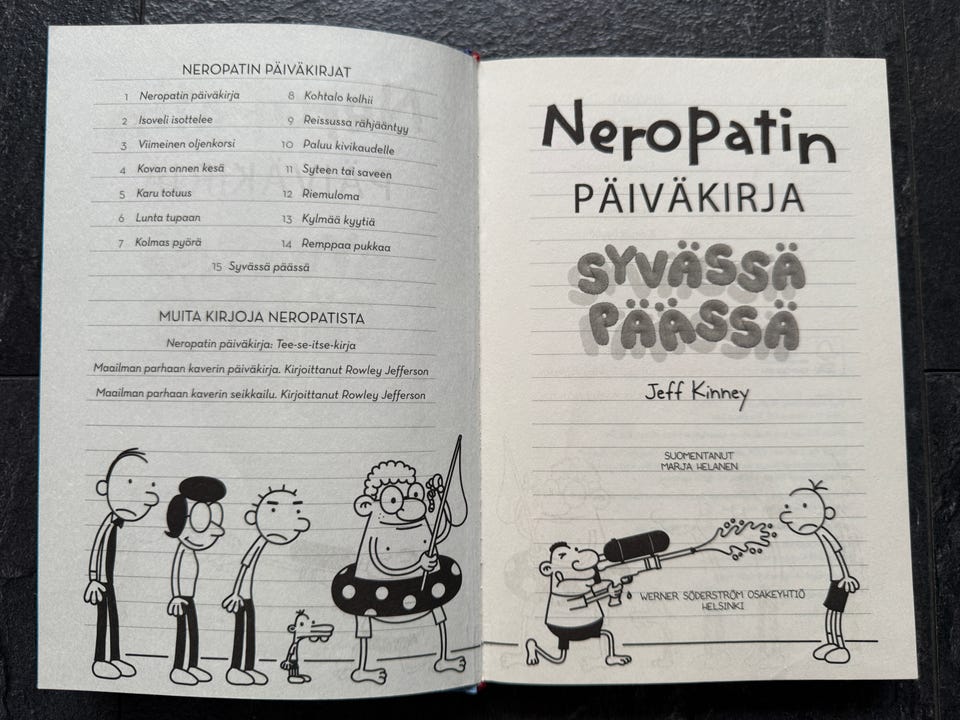 NEROPATIN PÄIVÄKIRJAT
1 Neropatin päiväkirja
2 Isoveli isottelee
3 Viimeinen oljenkorsi
4 Kovan onnen kesä
5 Karu totuus
6 Lunta tupaan
7 Kolmas pyörä
8 Kohtalo kolhii
9 Reissussa rähjääntyy
10 Paluu kivikaudelle
11 Syteen tai saveen
12 Riemuloma
13 Kylmää kyytiä
14 Remppaa pukkaa
15 Syvässä päässä
MUITA KIRJOJA NEROPATISTA
Neropatin päiväkirja: Tee-se-itse-kirja
Maailman parhaan kaverin päiväkirja. Kirjoittanut Rowley Jefferson
Maailman parhaan kaverin seikkailu. Kirjoittanut Rowley Jefferson
Neropatin
PÄIVÄKIRJA
SYVÄSSÄ
PÄÄSSÄ
Jeff Kinney
SUOMENTANUT
MARJA HELANEN
WERNER SÖDERSTRÖM OSAKEYHTIÖ
HELSINKI